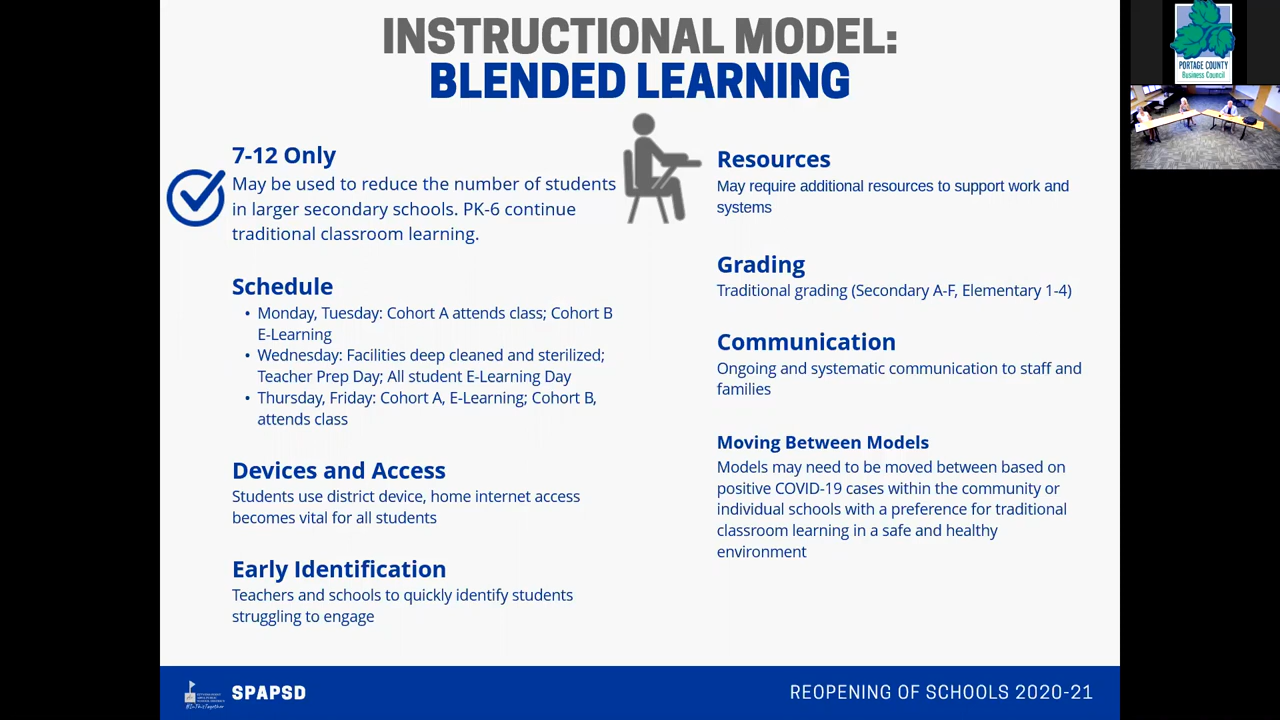 INSTRUCTIONAL MODEL:
BLENDED LEARNING
7-12 Only
May be used to reduce the number of students
in larger secondary schools. PK-6 continue
traditional classroom learning.
Schedule
• Monday, Tuesday: Cohort A attends class; Cohort B
E-Learning
• Wednesday: Facilities deep cleaned and sterilized;
Teacher Prep Day; All student E-Learning Day
• Thursday, Friday: Cohort A, E-Learning; Cohort B,
attends class
Devices and Access
Students use district device, home internet access
becomes vital for all students
Early Identification
Teachers and schools to quickly identify students
struggling to engage
Resources
May require additional resources to support work and
systems
Grading
Traditional grading (Secondary A-F, Elementary 1-4)
Communication
Ongoing and systematic communication to staff and
families
Moving Between Models
Models may need to be moved between based on
positive COVID-19 cases within the community or
individual schools with a preference for traditional
classroom learning in a safe and healthy
environment
#InThisTogether
SPAPSD
REOPENING OF SCHOOLS 2020-21
PORTAGE COUNTY
Business Council